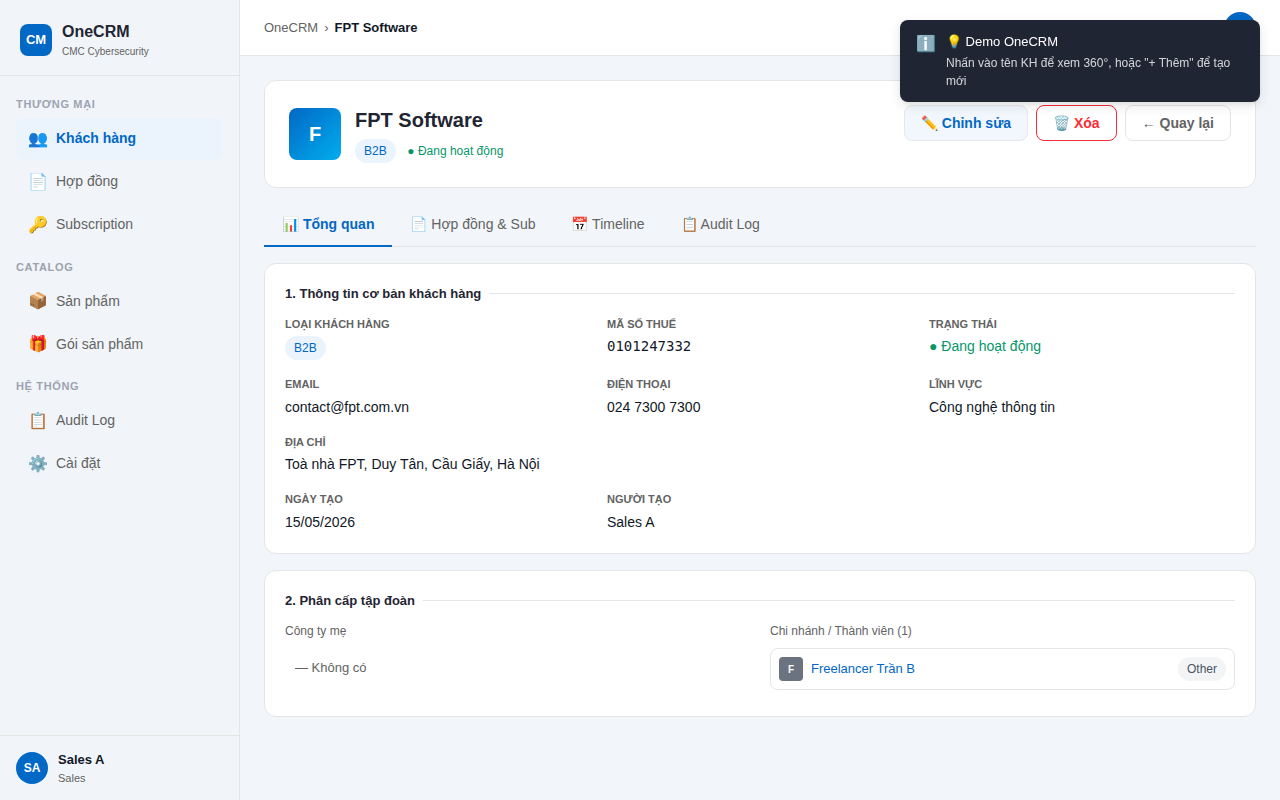 CM
OneCRM
CMC Cybersecurity
THƯƠNG MẠI
Khách hàng
Hợp đồng
Subscription
CATALOG
Sản phẩm
Gói sản phẩm
HỆ THỐNG
Audit Log
Cài đặt
SA
Sales A
Sales
OneCRM › FPT Software
💡 Demo OneCRM
Nhấn vào tên KH để xem 360°, hoặc "+ Thêm" để tạo
mới
F
FPT Software
B2B ● Đang hoạt động
✏️ Chỉnh sửa
🗑️ Xóa
← Quay lại
📊 Tổng quan
📄 Hợp đồng & Sub
📅 Timeline
📋 Audit Log
1. Thông tin cơ bản khách hàng
LOẠI KHÁCH HÀNG
B2B
MÃ SỐ THUẾ
0101247332
TRẠNG THÁI
● Đang hoạt động
EMAIL
contact@fpt.com.vn
ĐIỆN THOẠI
024 7300 7300
LĨNH VỰC
Công nghệ thông tin
ĐỊA CHỈ
Toà nhà FPT, Duy Tân, Cầu Giấy, Hà Nội
NGÀY TẠO
15/05/2026
NGƯỜI TẠO
Sales A
2. Phân cấp tập đoàn
Công ty mẹ
— Không có
Chi nhánh / Thành viên (1)
F
Freelancer Trần B
Other